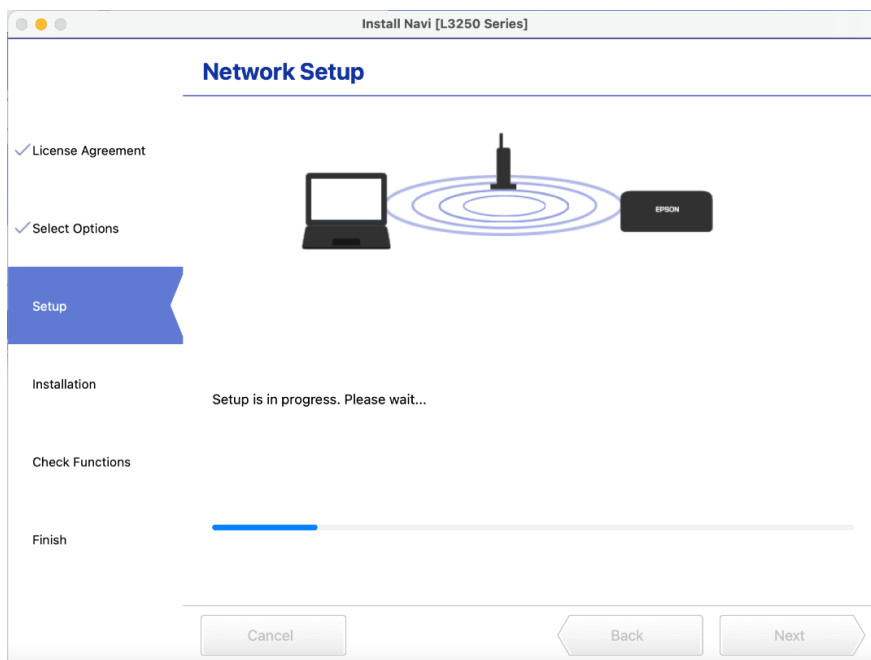 Install Navi [L3250 Series]
Network Setup
License Agreement
Select Options
Setup
Installation
Check Functions
Finish
EPSON
Setup is in progress. Please wait...
Cancel
Back
Next